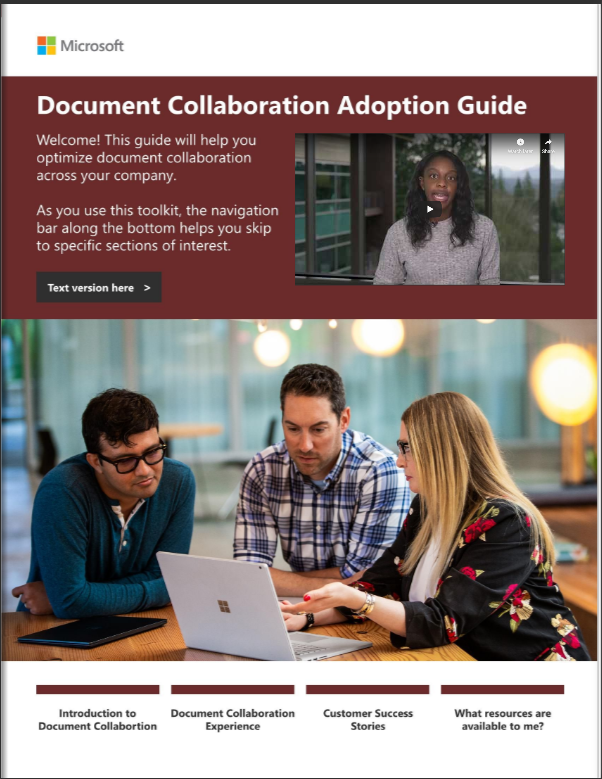 Microsoft
Document Collaboration Adoption Guide
Welcome! This guide will help you
optimize document collaboration
across your company.
As you use this toolkit, the navigation
bar along the bottom helps you skip
to specific sections of interest.
Text version here >
Share
Introduction to
Document Collabortion
Document Collaboration
Experience
Customer Success
Stories
What resources are
available to me?